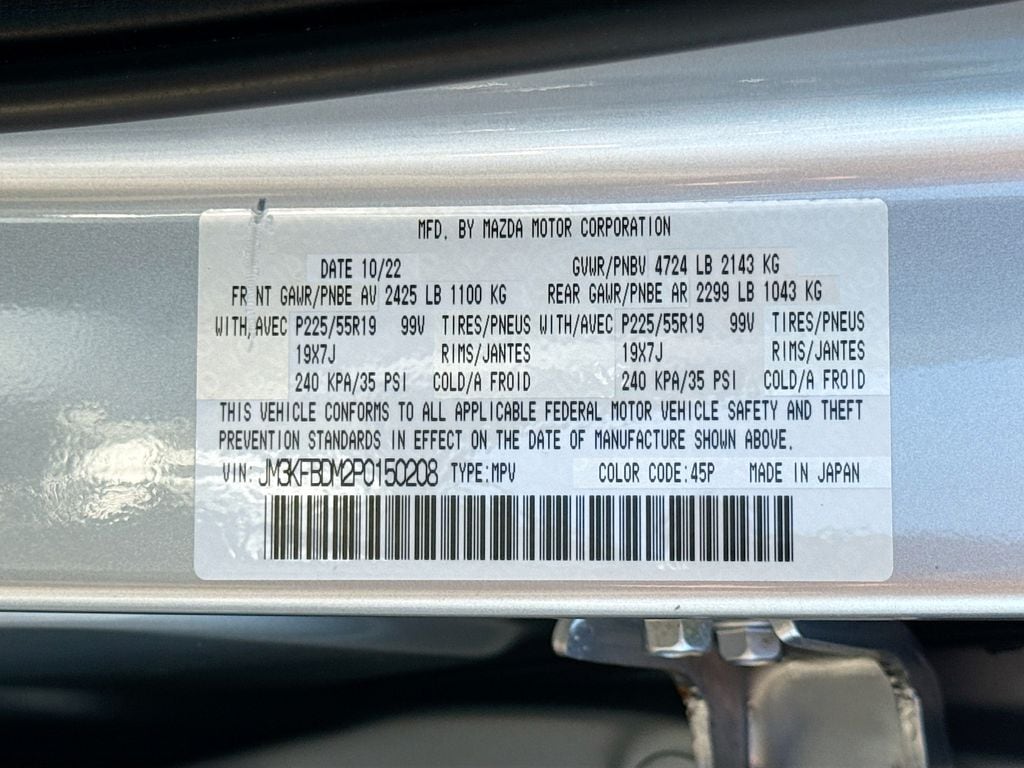 MFD. BY MAZDA MOTOR CORPORATION
DATE 10/22 GVWR/PNBV 4724 LB 2143 KG
FR NT GAWR/PNBE AV 2425 LB 1100 KG REAR GAWR/PNBE AR 2299 LB 1043 KG
WITH,AVEC P225/55R19 99V TIRES/PNEUS WITH/AVEC P225/55R19 99V TIRES/PNEUS
19X7J RIMS/JANTES 19X7J RIMS/JANTES
240 KPA/35 PSI COLD/A FROID 240 KPA/35 PSI COLD/A FROID
THIS VEHICLE CONFORMS TO ALL APPLICABLE FEDERAL MOTOR VEHICLE SAFETY AND THEFT
PREVENTION STANDARDS IN EFFECT ON THE DATE OF MANUFACTURE SHOWN ABOVE.
VIN: JM3KFBDM2P0150208 TYPE:MPV COLOR CODE:45P MADE IN JAPAN